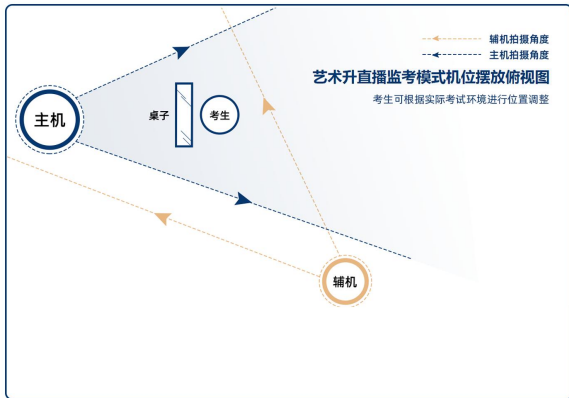 辅机拍摄角度
主机拍摄角度
艺术升直播监考模式机位摆放俯视图
考生可根据实际考试环境进行位置调整
主机
桌子
考生
辅机